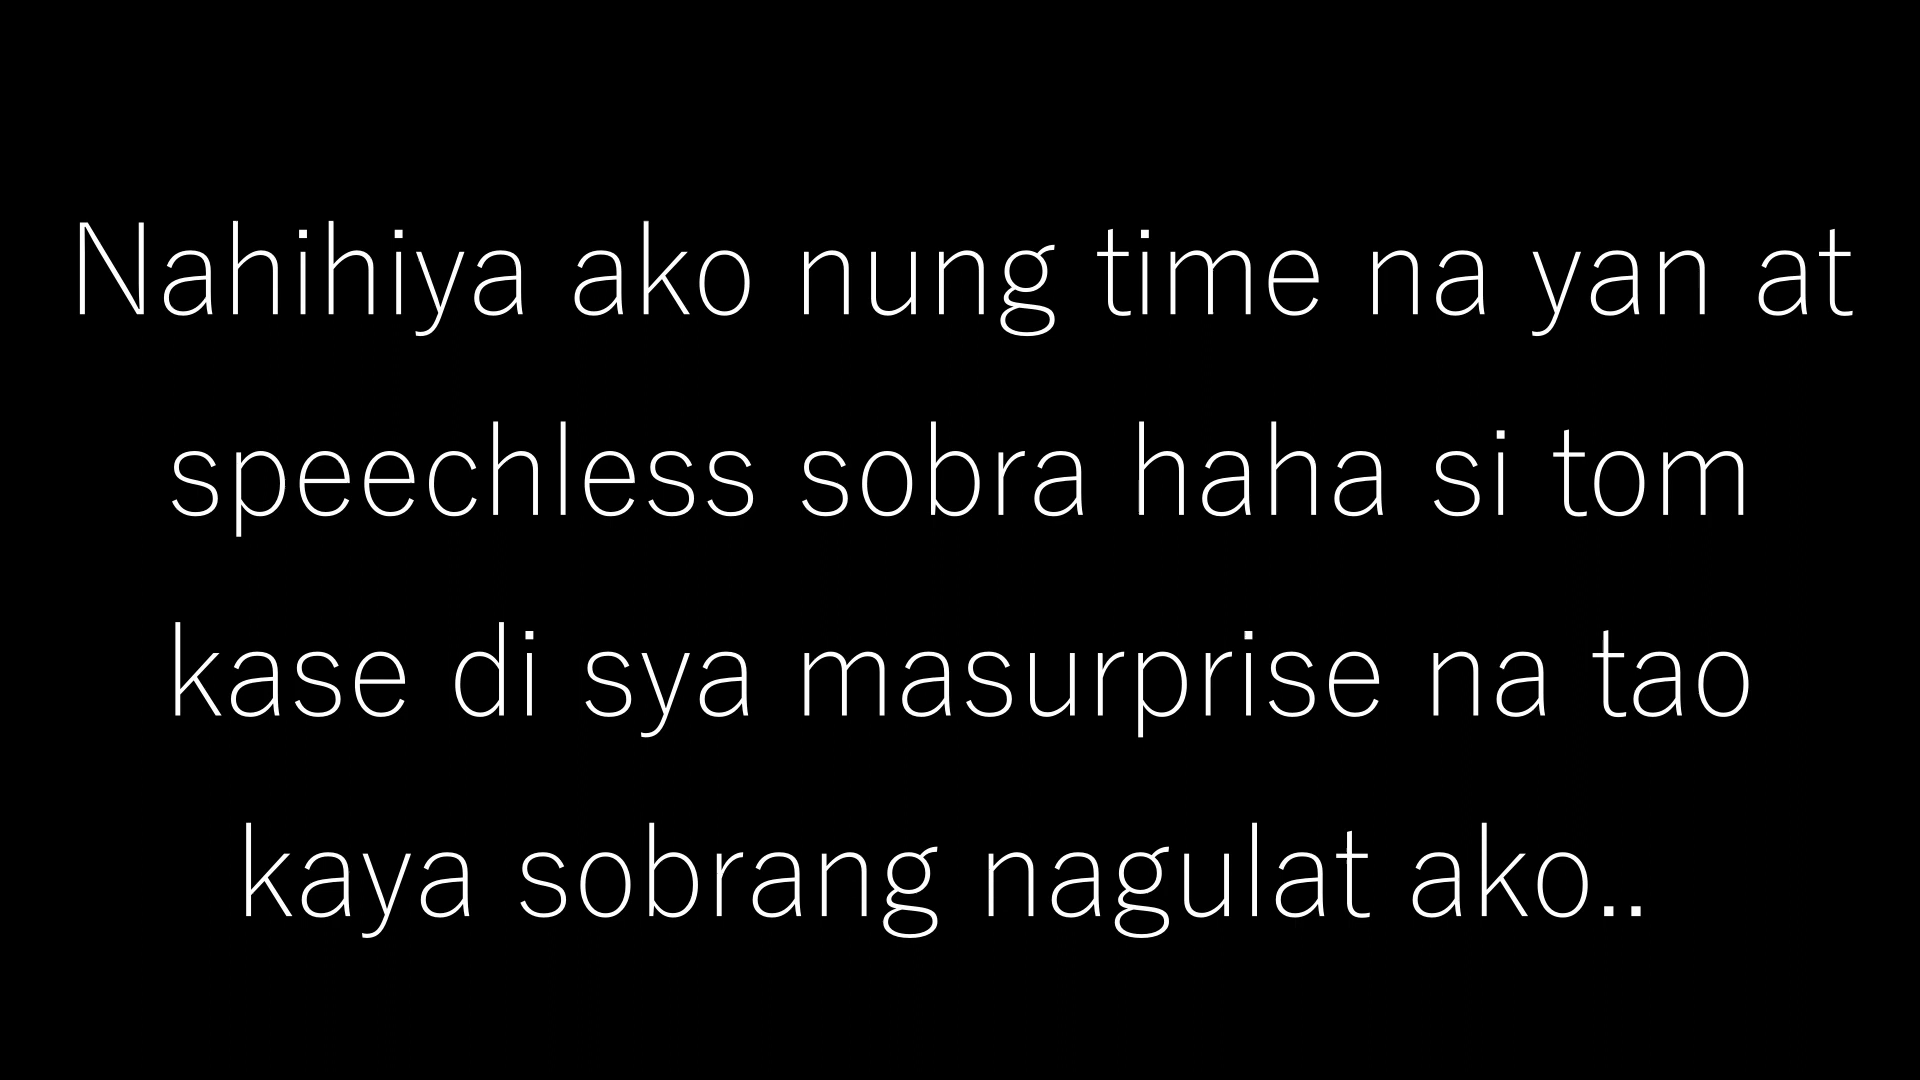 Nahihiya ako nung time na yan at
speechless sobra haha si tom
kase di sya masurprise na tao
kaya sobrang nagulat ako..